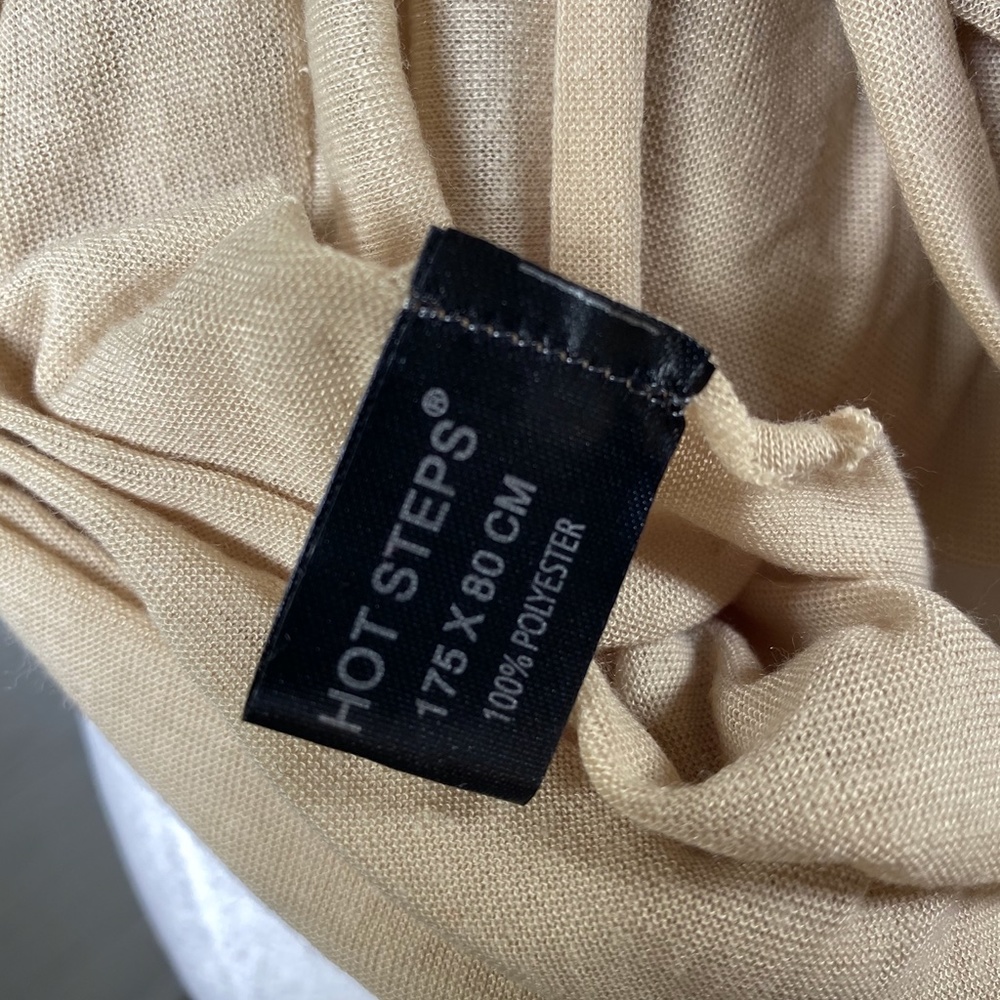 HOT STEPS®
175 X 80 CM
100% POLYESTER